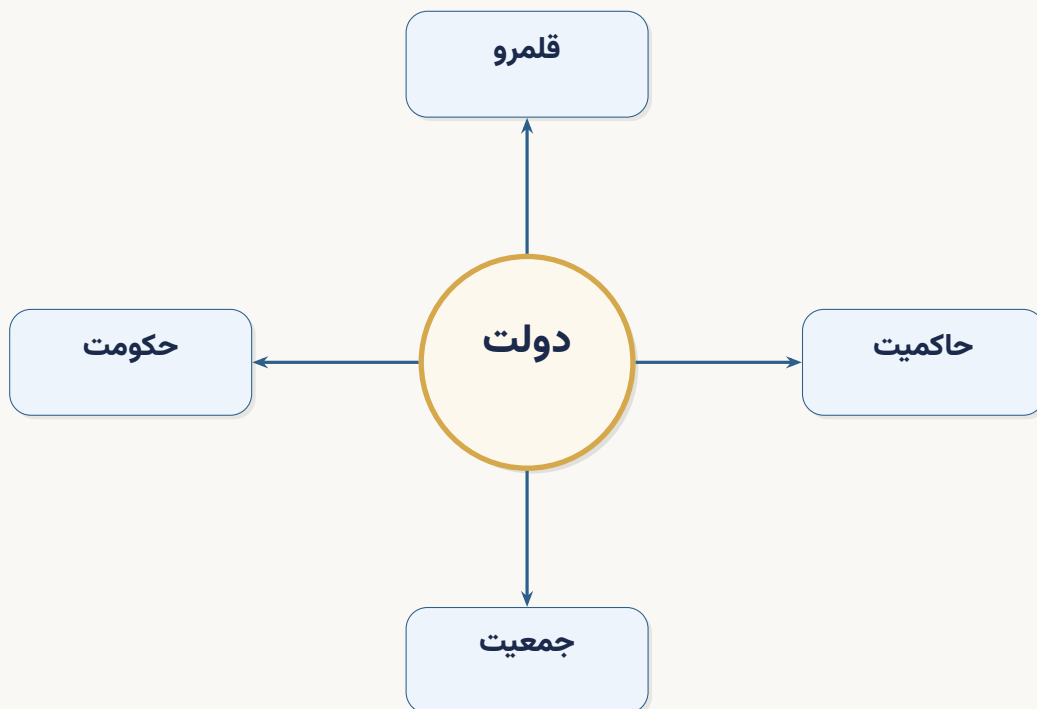 قلمرو
حاکمیت
دولت
حکومت
جمعیت